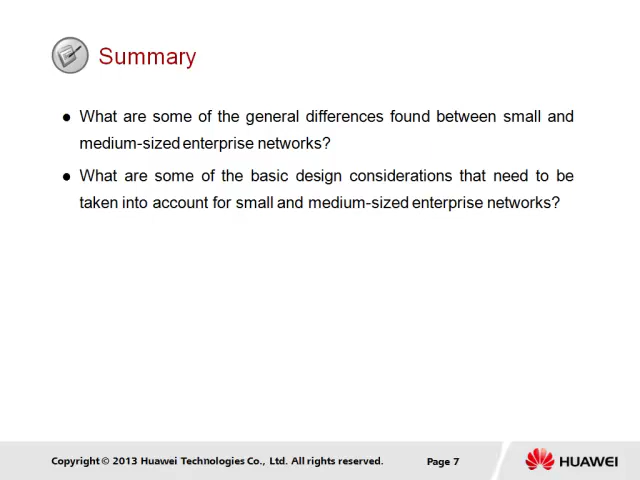 Summary
● What are some of the general differences found between small and
medium-sized enterprise networks?
● What are some of the basic design considerations that need to be
taken into account for small and medium-sized enterprise networks?
Copyright © 2013 Huawei Technologies Co., Ltd. All rights reserved.
Page 7
HUAWEI